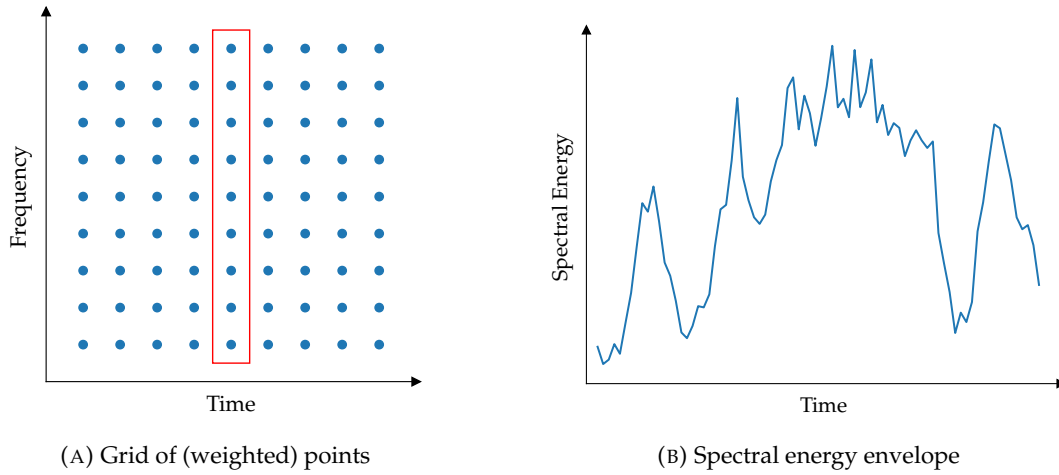 Frequency
Time
(A) Grid of (weighted) points
Spectral Energy
Time
(B) Spectral energy envelope